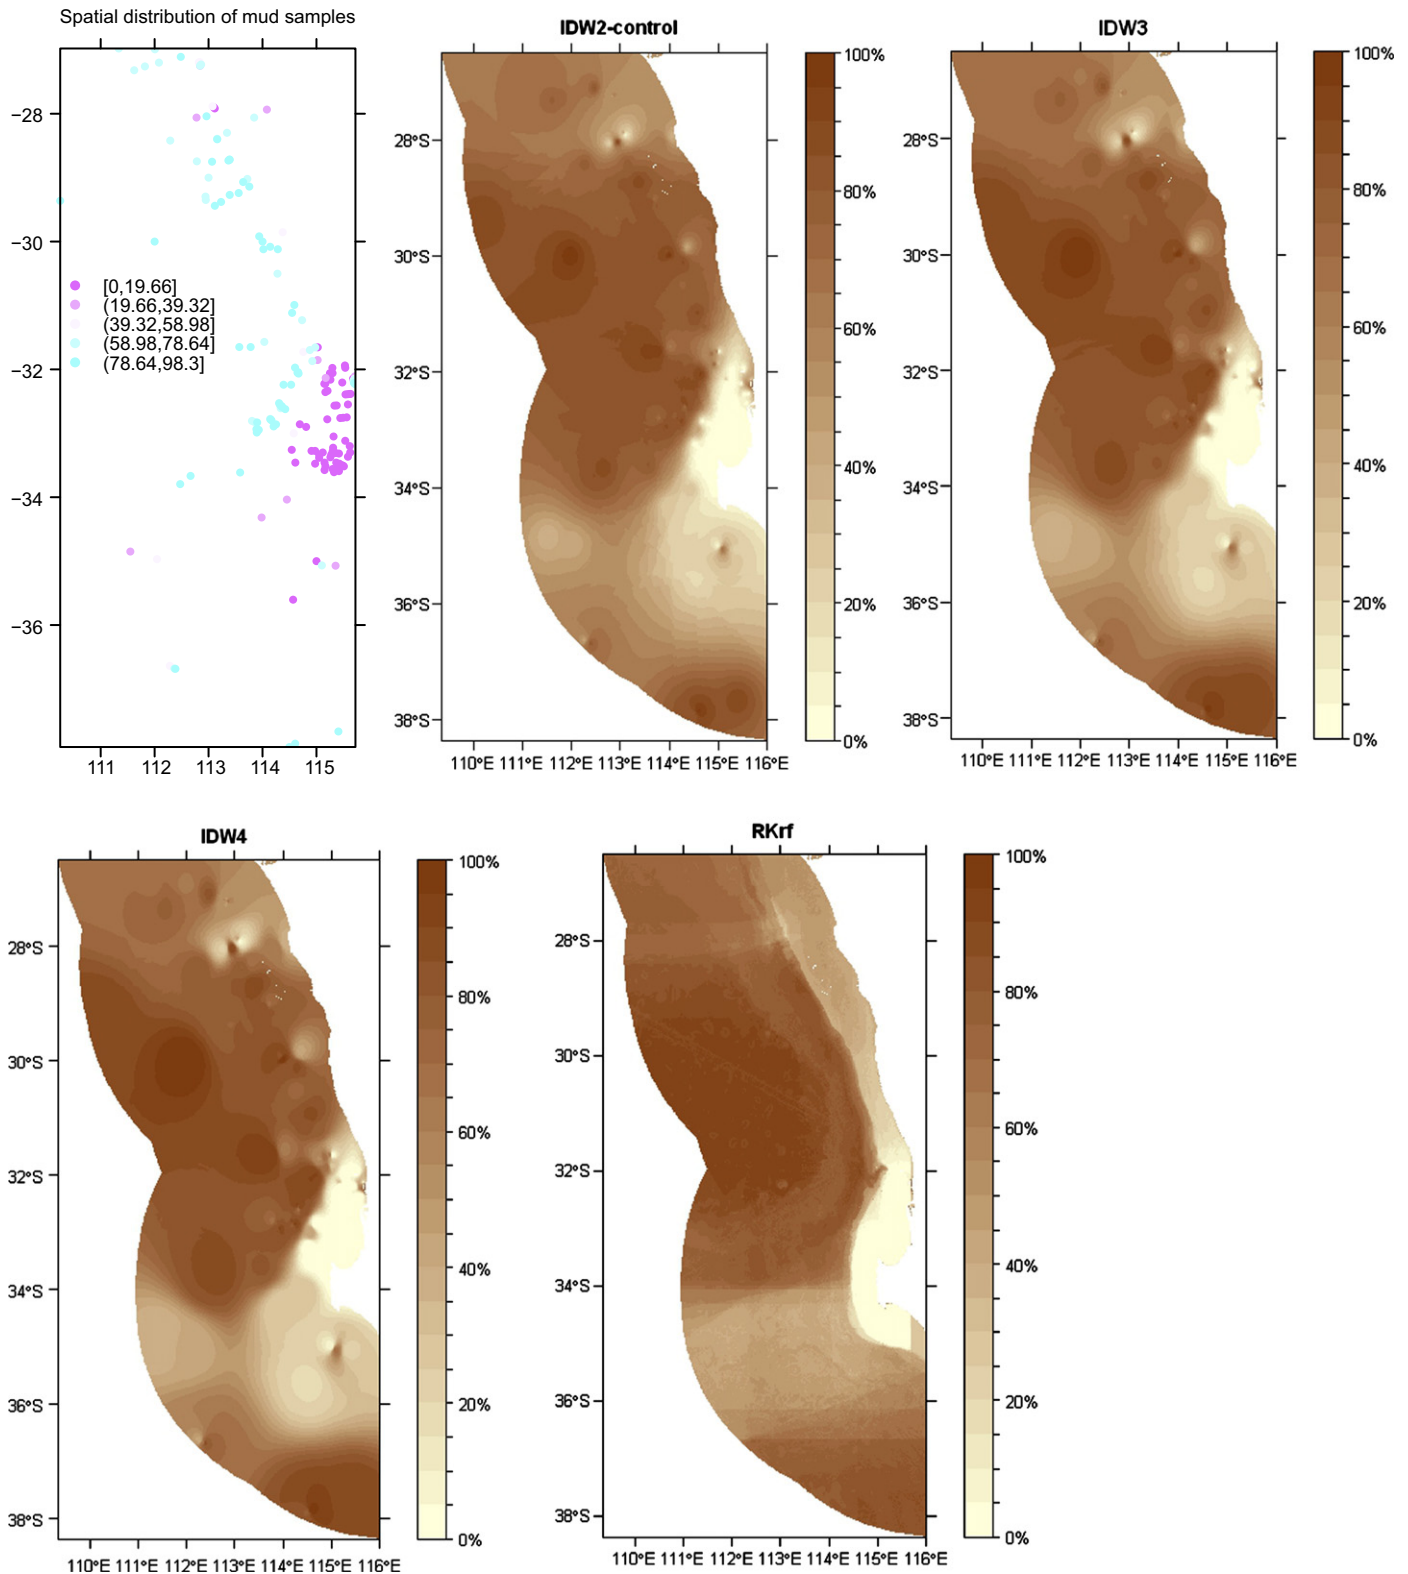 Spatial distribution of mud samples
−28
−30
−32
−34
−36
[0,19.66]
(19.66,39.32]
(39.32,58.98]
(58.98,78.64]
(78.64,98.3]
111 112 113 114 115
IDW2-control
28°S
30°S
32°S
34°S
36°S
38°S
110°E 111°E 112°E 113°E 114°E 115°E 116°E
100%
80%
60%
40%
20%
0%
IDW3
28°S
30°S
32°S
34°S
36°S
38°S
110°E 111°E 112°E 113°E 114°E 115°E 116°E
100%
80%
60%
40%
20%
0%
IDW4
28°S
30°S
32°S
34°S
36°S
38°S
110°E 111°E 112°E 113°E 114°E 115°E 116°E
100%
80%
60%
40%
20%
0%
RKrf
28°S
30°S
32°S
34°S
36°S
38°S
110°E 111°E 112°E 113°E 114°E 115°E 116°E
100%
80%
60%
40%
20%
0%